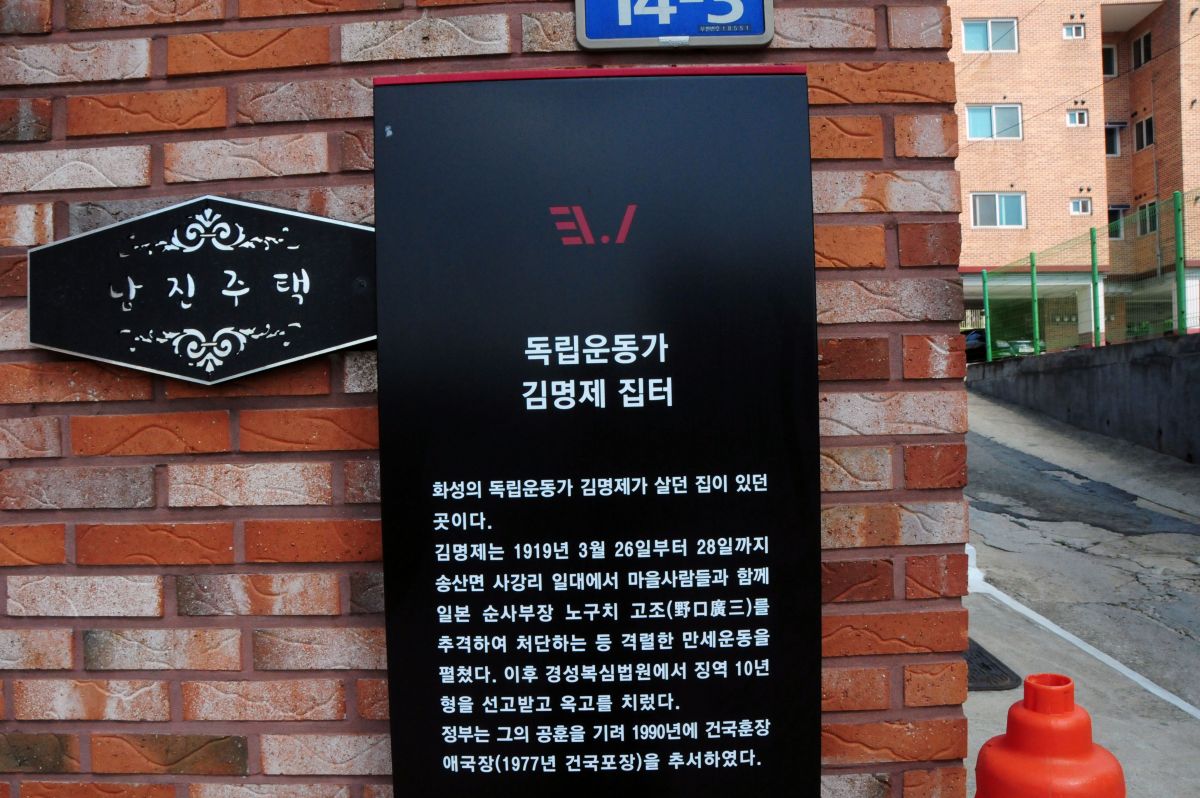 14-3
남진주택
독립운동가
김명제 집터
화성의 독립운동가 김명제가 살던 집이 있던
곳이다.
김명제는 1919년 3월 26일부터 28일까지
송산면 사강리 일대에서 마을사람들과 함께
일본 순사부장 노구치 고조(野口廣三)를
추격하여 처단하는 등 격렬한 만세운동을
펼쳤다. 이후 경성복심법원에서 징역 10년
형을 선고받고 옥고를 치렀다.
정부는 그의 공훈을 기려 1990년에 건국훈장
애국장(1977년 건국포장)을 추서하였다.